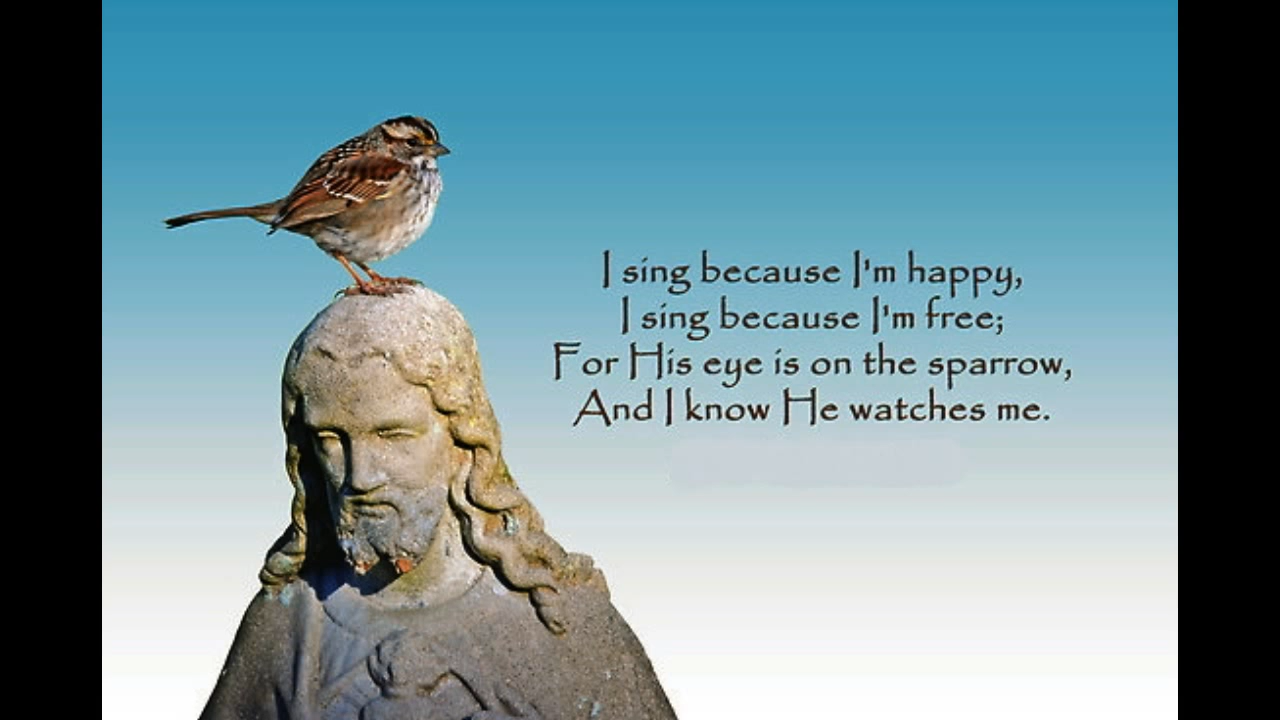 I sing because I'm happy,
I sing because I'm free;
For His eye is on the sparrow,
And I know He watches me.